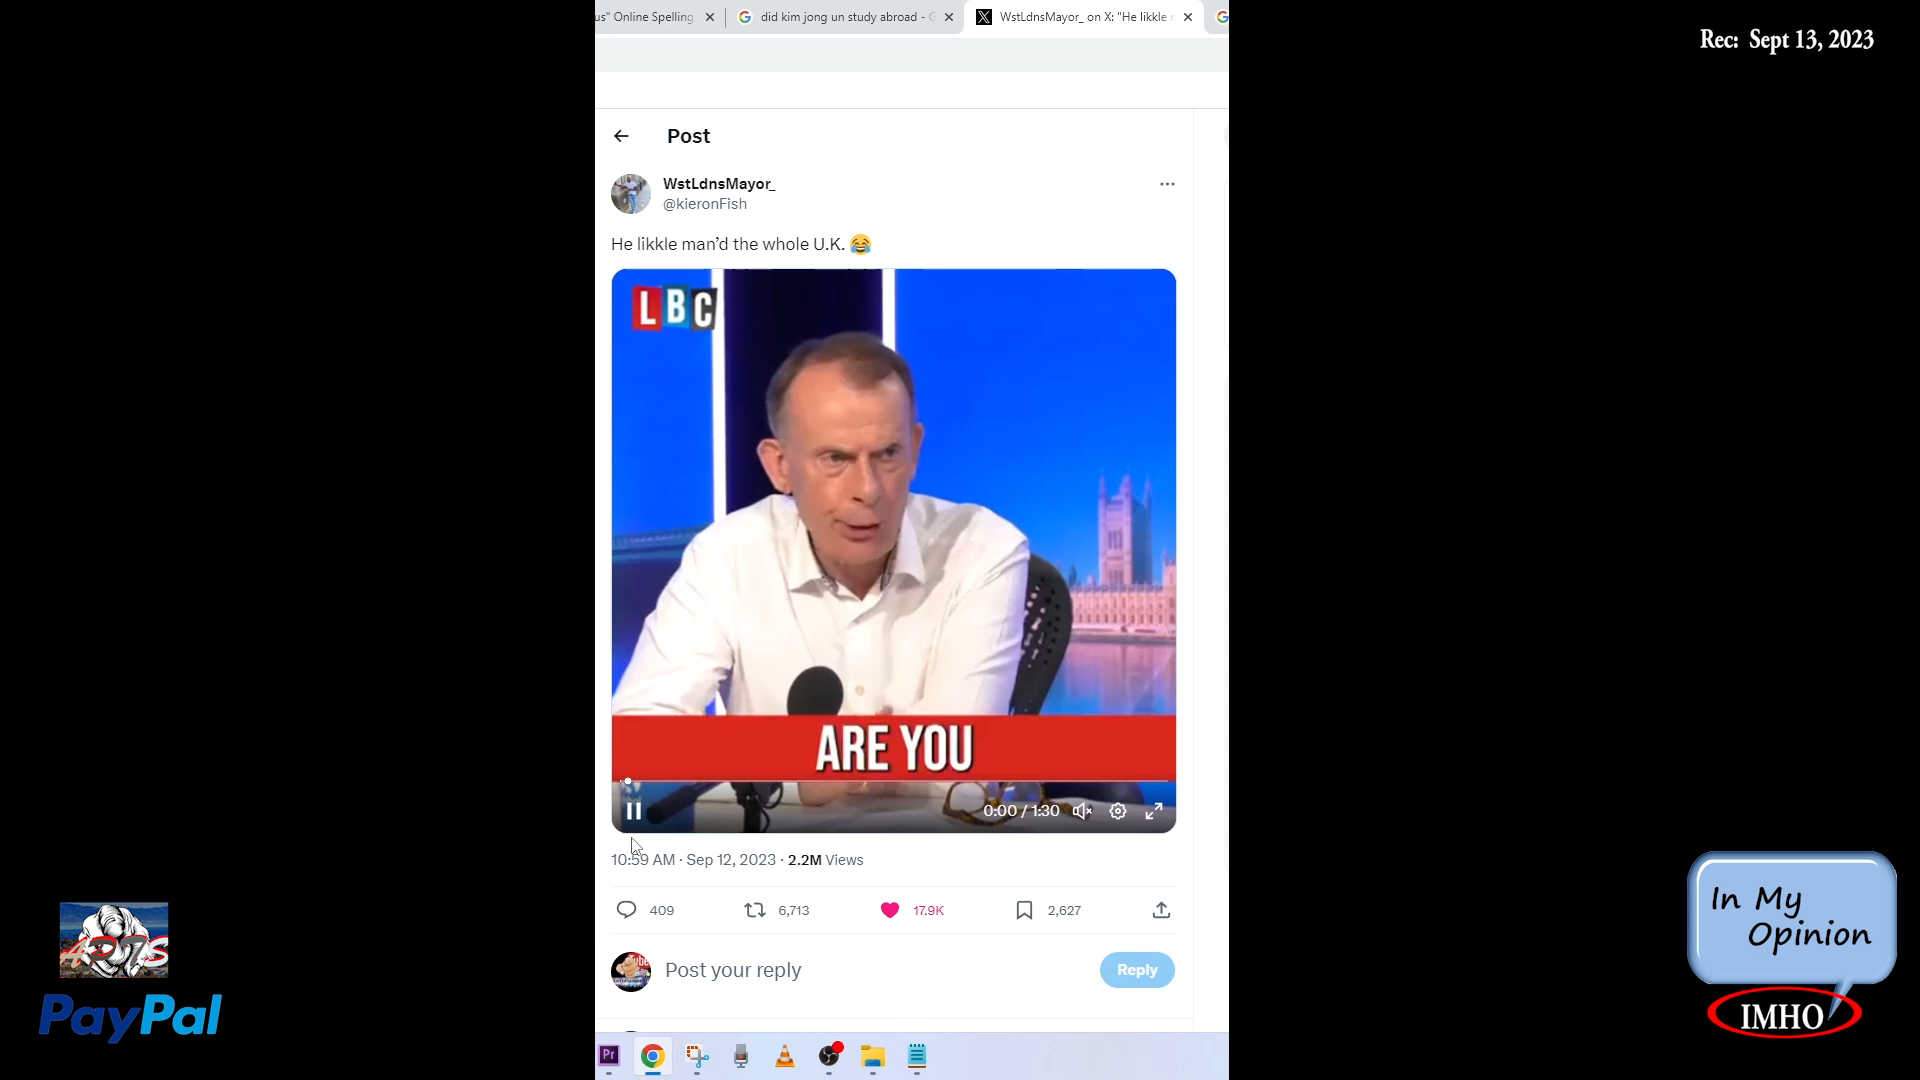 us" Online Spelling
did kim jong un study abroad - G
WstLdnsMayor_ on X: "He likkle
Rec: Sept 13, 2023
Post
WstLdnsMayor_
@kieronFish
He likkle man’d the whole U.K. 😂
LBC
ARE YOU
0:00 / 1:30
10:59 AM · Sep 12, 2023 · 2.2M Views
409
6,713
17.9K
2,627
Post your reply
Reply
PayPal
In My
Opinion
IMHO
Pr